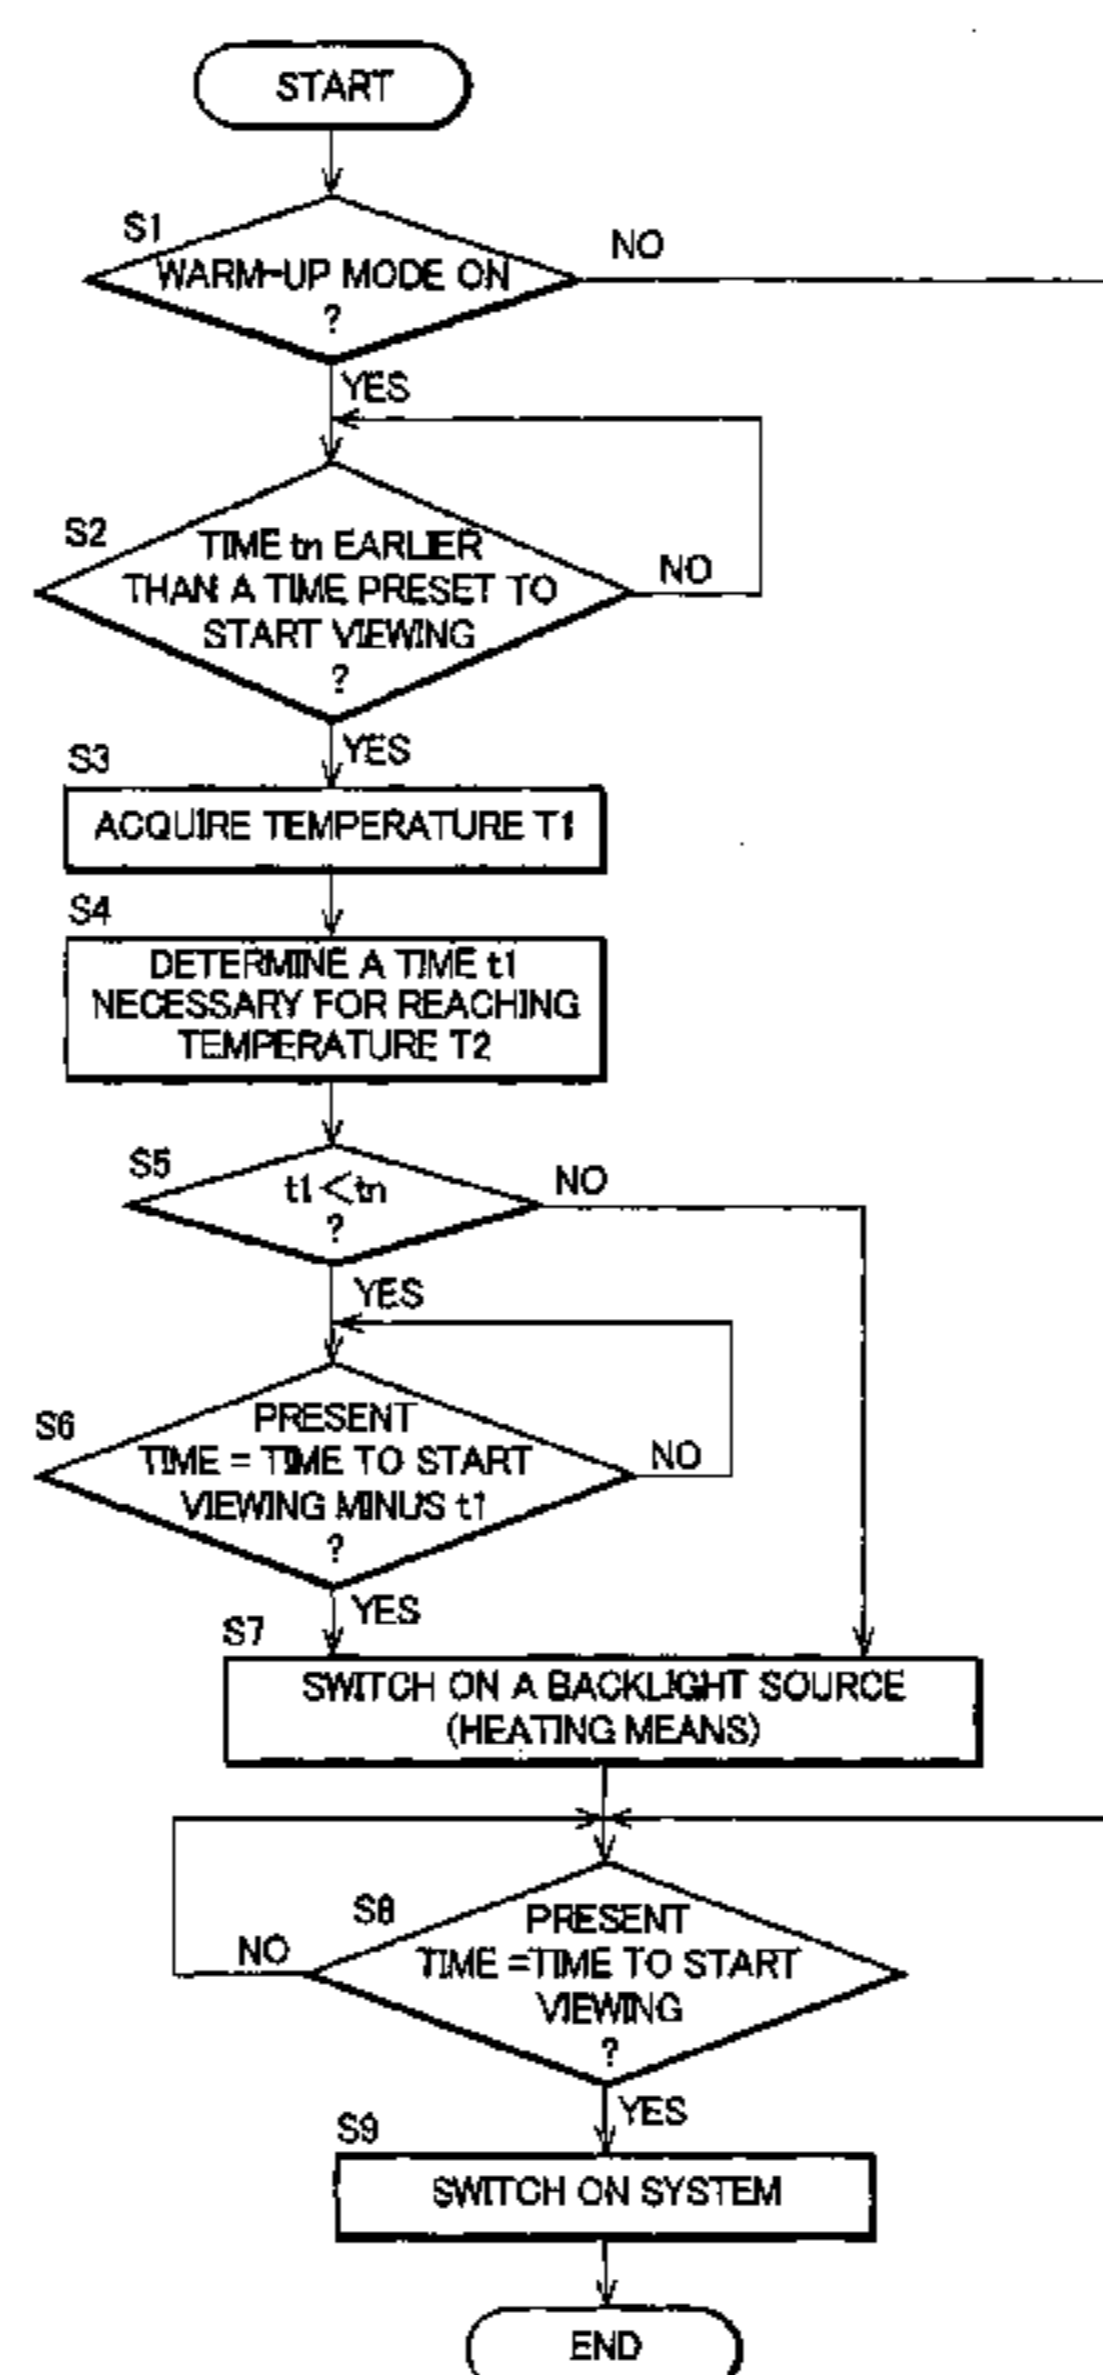 START
S1
NO
WARM-UP MODE ON
?
YES
S2
TIME tn EARLIER
THAN A TIME PRESET TO
START VIEWING
?
NO
YES
S3
ACQUIRE TEMPERATURE T1
S4
DETERMINE A TIME t1
NECESSARY FOR REACHING
TEMPERATURE T2
S5
t1<tn
?
NO
YES
S6
PRESENT
TIME = TIME TO START
VIEWING MINUS t1
?
NO
YES
S7
SWITCH ON A BACKLIGHT SOURCE
(HEATING MEANS)
S8
PRESENT
TIME =TIME TO START
VIEWING
?
NO
YES
S9
SWITCH ON SYSTEM
END